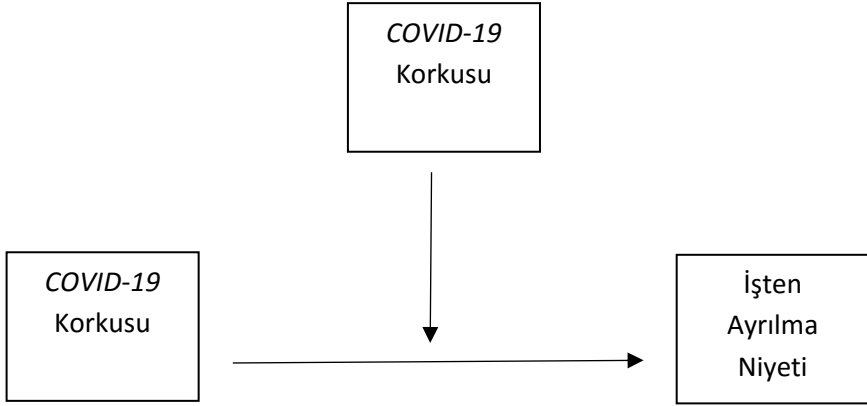 COVID-19
Korkusu
COVID-19
Korkusu
İşten
Ayrılma
Niyeti